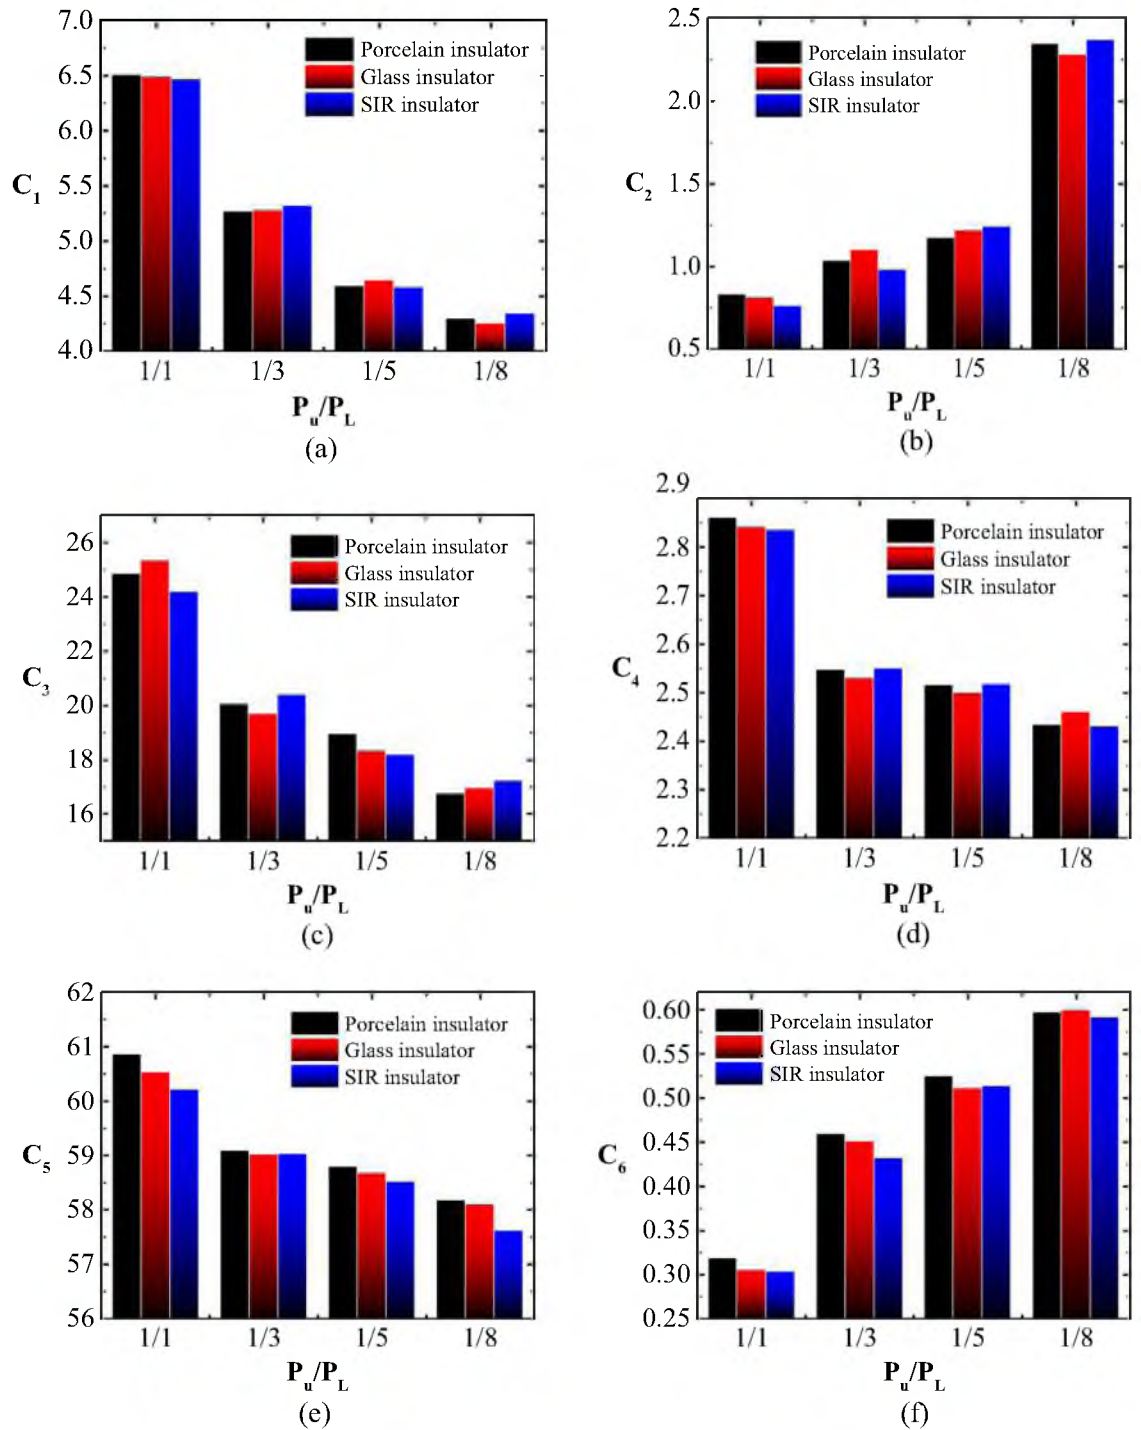 7.0
6.5
6.0
5.5
5.0
4.5
4.0
C1
Porcelain insulator
Glass insulator
SIR insulator
1/1 1/3 1/5 1/8
Pu/PL
(a)
2.5
2.0
1.5
1.0
0.5
C2
Porcelain insulator
Glass insulator
SIR insulator
1/1 1/3 1/5 1/8
Pu/PL
(b)
26
24
22
20
18
16
C3
Porcelain insulator
Glass insulator
SIR insulator
1/1 1/3 1/5 1/8
Pu/PL
(c)
2.9
2.8
2.7
2.6
2.5
2.4
2.3
2.2
C4
Porcelain insulator
Glass insulator
SIR insulator
1/1 1/3 1/5 1/8
Pu/PL
(d)
62
61
60
59
58
57
56
C5
Porcelain insulator
Glass insulator
SIR insulator
1/1 1/3 1/5 1/8
Pu/PL
(e)
0.60
0.55
0.50
0.45
0.40
0.35
0.30
0.25
C6
Porcelain insulator
Glass insulator
SIR insulator
1/1 1/3 1/5 1/8
Pu/PL
(f)